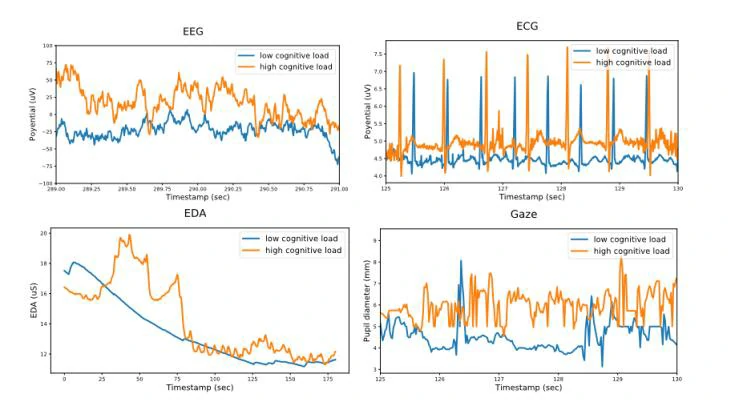 EEG
100
75
50
25
0
−25
−50
−75
−100
Poyential (uV)
low cognitive load
high cognitive load
289.00 289.25 289.50 289.75 290.00 290.25 290.50 290.75 291.00
Timestamp (sec)
ECG
7.5
7.0
6.5
6.0
5.5
5.0
4.5
4.0
Poyential (uV)
low cognitive load
high cognitive load
125 126 127 128 129 130
Timestamp (sec)
EDA
20
18
16
14
12
EDA (uS)
low cognitive load
high cognitive load
0 25 50 75 100 125 150 175
Timestamp (sec)
Gaze
9
8
7
6
5
4
3
Pupil diameter (mm)
low cognitive load
high cognitive load
125 126 127 128 129 130
Timestamp (sec)